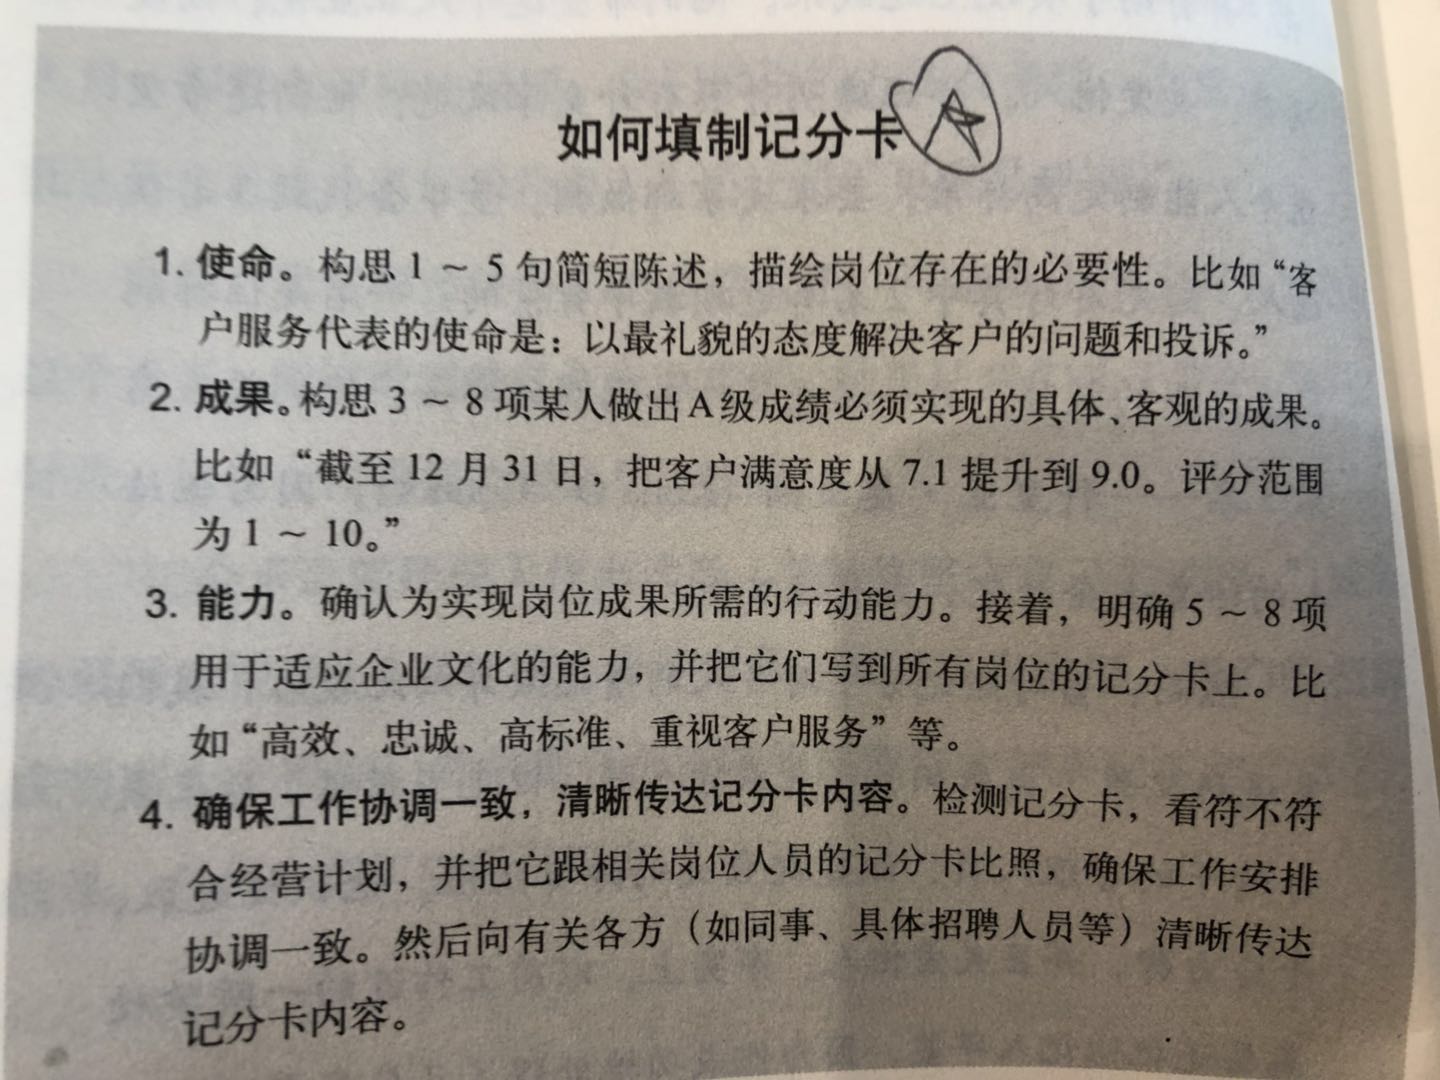 如何填制记分卡
1. 使命。构思 1 ~ 5 句简短陈述，描绘岗位存在的必要性。比如“客
户服务代表的使命是：以最礼貌的态度解决客户的问题和投诉。”
2. 成果。构思 3 ~ 8 项某人做出A级成绩必须实现的具体、客观的成果。
比如“截至 12 月 31 日，把客户满意度从 7.1 提升到 9.0。评分范围
为 1 ~ 10。”
3. 能力。确认为实现岗位成果所需的行动能力。接着，明确 5 ~ 8 项
用于适应企业文化的能力，并把它们写到所有岗位的记分卡上。比
如“高效、忠诚、高标准、重视客户服务”等。
4. 确保工作协调一致，清晰传达记分卡内容。检测记分卡，看符不符
合经营计划，并把它跟相关岗位人员的记分卡比照，确保工作安排
协调一致。然后向有关各方（如同事、具体招聘人员等）清晰传达
记分卡内容。